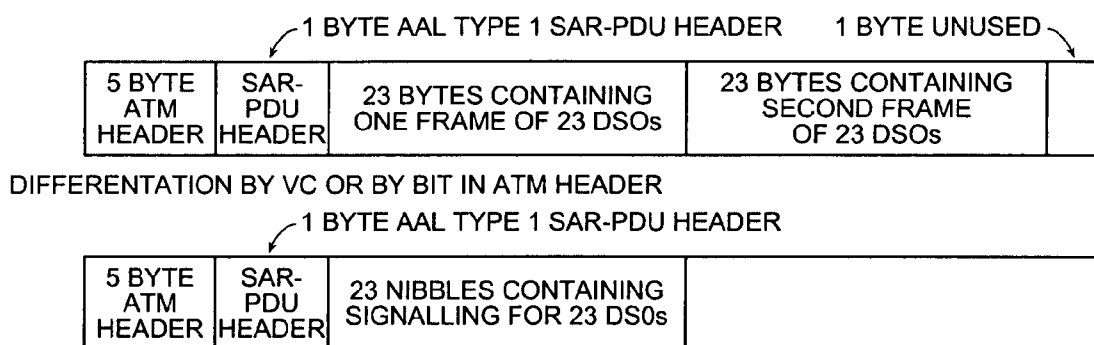 1 BYTE AAL TYPE 1 SAR-PDU HEADER
1 BYTE UNUSED
5 BYTE
ATM
HEADER
SAR-
PDU
HEADER
23 BYTES CONTAINING
ONE FRAME OF 23 DSOs
23 BYTES CONTAINING
SECOND FRAME
OF 23 DSOs
DIFFERENTATION BY VC OR BY BIT IN ATM HEADER
1 BYTE AAL TYPE 1 SAR-PDU HEADER
5 BYTE
ATM
HEADER
SAR-
PDU
HEADER
23 NIBBLES CONTAINING
SIGNALLING FOR 23 DS0s